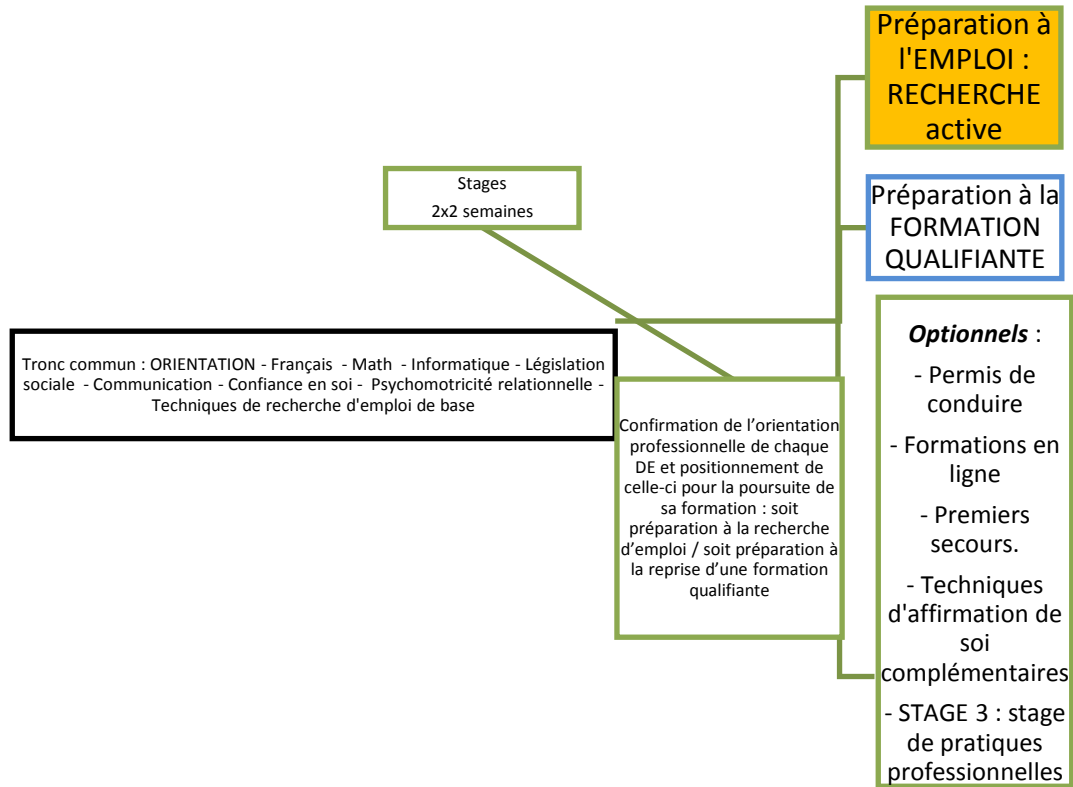 Préparation à
l'EMPLOI :
RECHERCHE
active
Stages
2x2 semaines
Préparation à la
FORMATION
QUALIFIANTE
Tronc commun : ORIENTATION - Français - Math - Informatique - Législation
sociale - Communication - Confiance en soi - Psychomotricité relationnelle -
Techniques de recherche d'emploi de base
Confirmation de l’orientation
professionnelle de chaque
DE et positionnement de
celle-ci pour la poursuite de
sa formation : soit
préparation à la recherche
d’emploi / soit préparation à
la reprise d’une formation
qualifiante
Optionnels :
- Permis de
conduire
- Formations en
ligne
- Premiers
secours.
- Techniques
d'affirmation de
soi
complémentaires
- STAGE 3 : stage
de pratiques
professionnelles